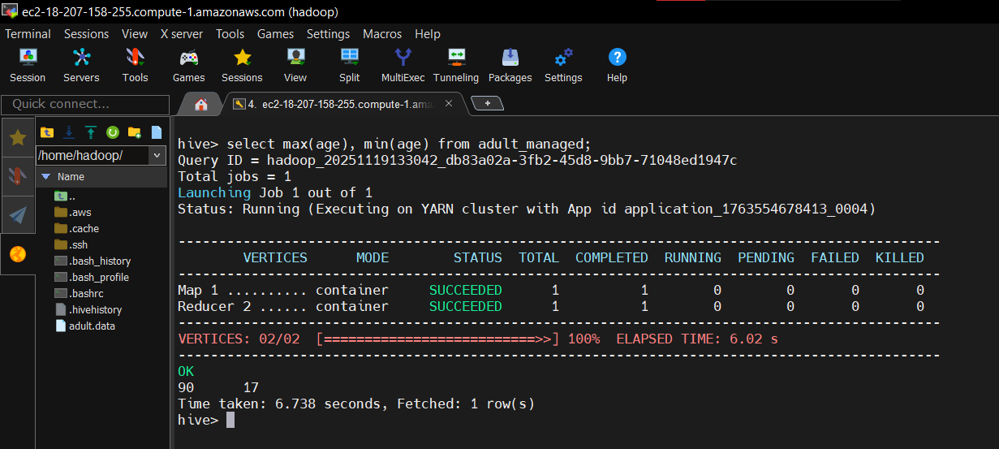 ec2-18-207-158-255.compute-1.amazonaws.com (hadoop)
Terminal Sessions View X server Tools Games Settings Macros Help
Session Servers Tools Games Sessions View Split MultiExec Tunneling Packages Settings Help
Quick connect...
4. ec2-18-207-158-255.compute-1.ama
/home/hadoop/
Name
..
.aws
.cache
.ssh
.bash_history
.bash_profile
.bashrc
.hivehistory
adult.data
hive> select max(age), min(age) from adult_managed;
Query ID = hadoop_20251119133042_db83a02a-3fb2-45d8-9bb7-71048ed1947c
Total jobs = 1
Launching Job 1 out of 1
Status: Running (Executing on YARN cluster with App id application_1763554678413_0004)
----------------------------------------------------------------------------------------------
VERTICES MODE STATUS TOTAL COMPLETED RUNNING PENDING FAILED KILLED
----------------------------------------------------------------------------------------------
Map 1 .......... container SUCCEEDED 1 1 0 0 0 0
Reducer 2 ...... container SUCCEEDED 1 1 0 0 0 0
----------------------------------------------------------------------------------------------
VERTICES: 02/02 [==========================>>] 100% ELAPSED TIME: 6.02 s
----------------------------------------------------------------------------------------------
OK
90 17
Time taken: 6.738 seconds, Fetched: 1 row(s)
hive>